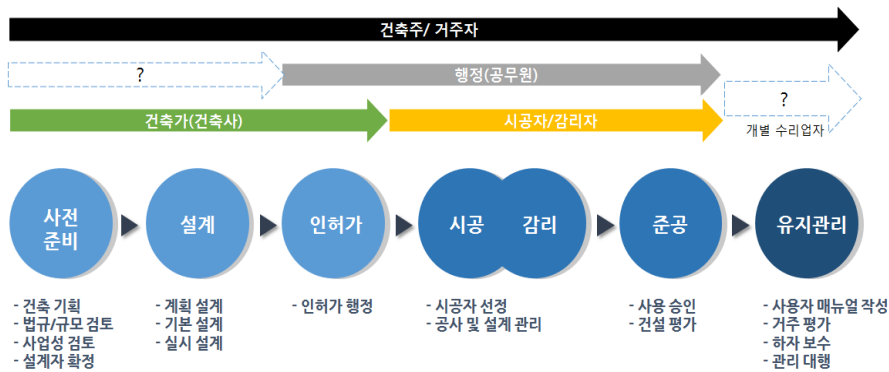 건축주/ 거주자
?
행정(공무원)
?
개별 수리업자
건축가(건축사)
시공자/감리자
사전
준비
설계
인허가
시공
감리
준공
유지관리
- 건축 기획
- 법규/규모 검토
- 사업성 검토
- 설계자 확정
- 계획 설계
- 기본 설계
- 실시 설계
- 인허가 행정
- 시공자 선정
- 공사 및 설계 관리
- 사용 승인
- 건설 평가
- 사용자 매뉴얼 작성
- 거주 평가
- 하자 보수
- 관리 대행